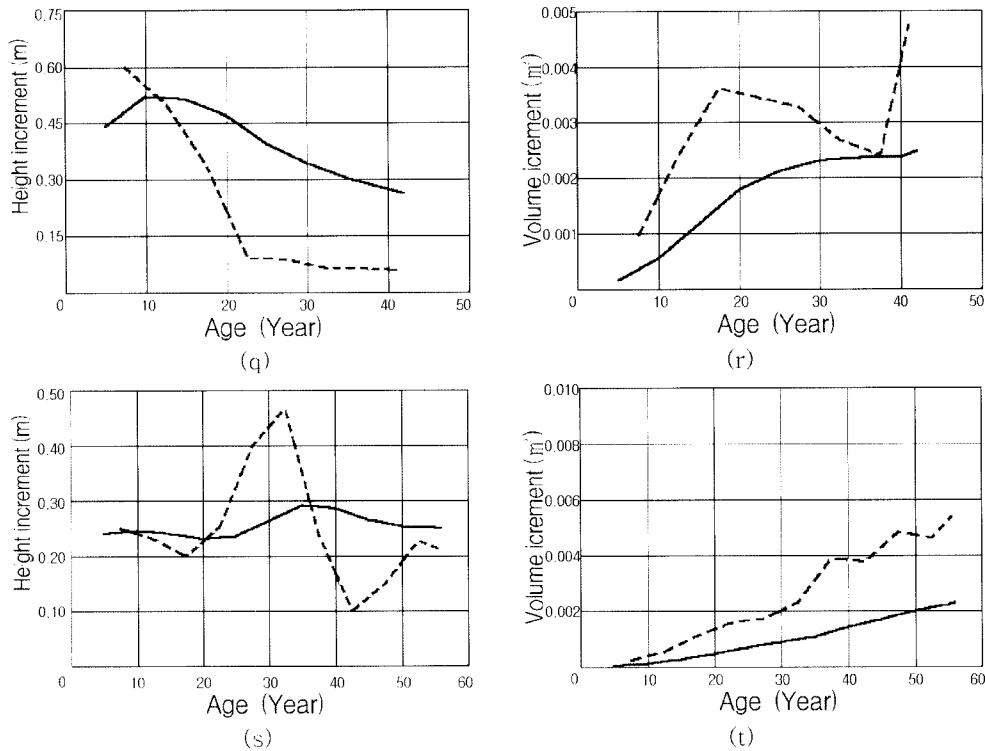 0.75
0.60
0.45
0.30
0.15
Height increment (m)
0 10 20 30 40 50
Age (Year)
(q)
0.005
0.004
0.003
0.002
0.001
Volume icrement (㎥)
0 10 20 30 40 50
Age (Year)
(r)
0.50
0.40
0.30
0.20
0.10
Height increment (m)
0 10 20 30 40 50 60
Age (Year)
(s)
0.010
0.008
0.006
0.004
0.002
Volume icrement (㎥)
0 10 20 30 40 50 60
Age (Year)
(t)